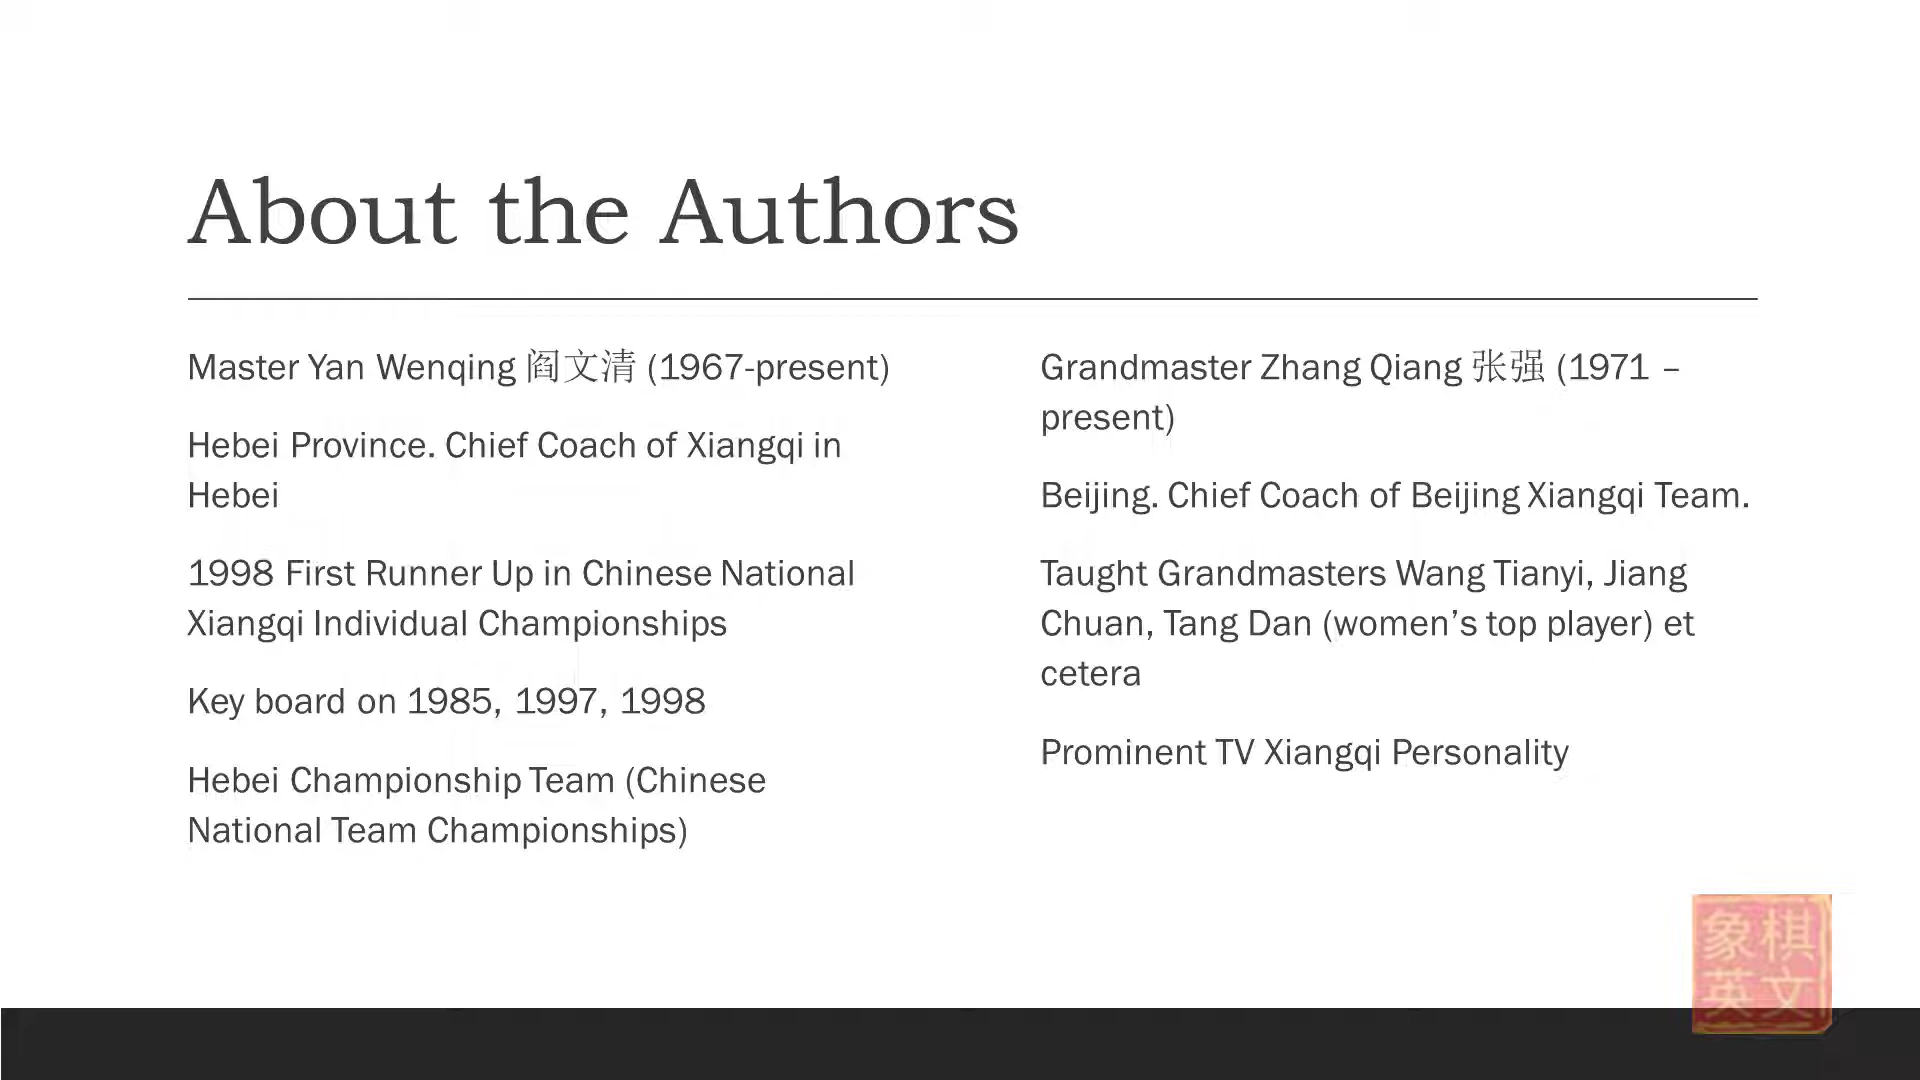 About the Authors
Master Yan Wenqing 阎文清 (1967-present)
Hebei Province. Chief Coach of Xiangqi in
Hebei
1998 First Runner Up in Chinese National
Xiangqi Individual Championships
Key board on 1985, 1997, 1998
Hebei Championship Team (Chinese
National Team Championships)
Grandmaster Zhang Qiang 张强 (1971 –
present)
Beijing. Chief Coach of Beijing Xiangqi Team.
Taught Grandmasters Wang Tianyi, Jiang
Chuan, Tang Dan (women’s top player) et
cetera
Prominent TV Xiangqi Personality
象棋
英文